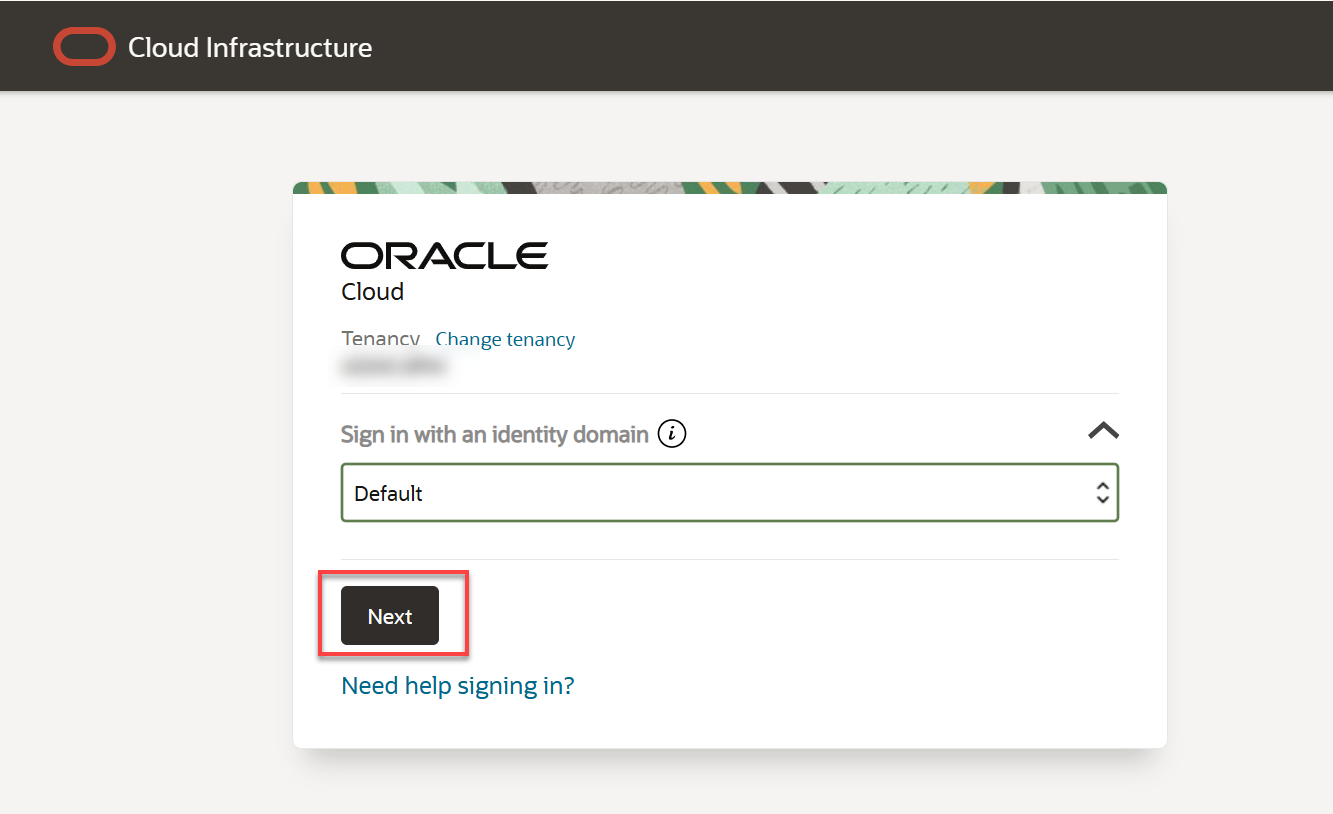 Cloud Infrastructure
ORACLE
Cloud
Tenancy Change tenancy
Sign in with an identity domain i
Default
Next
Need help signing in?